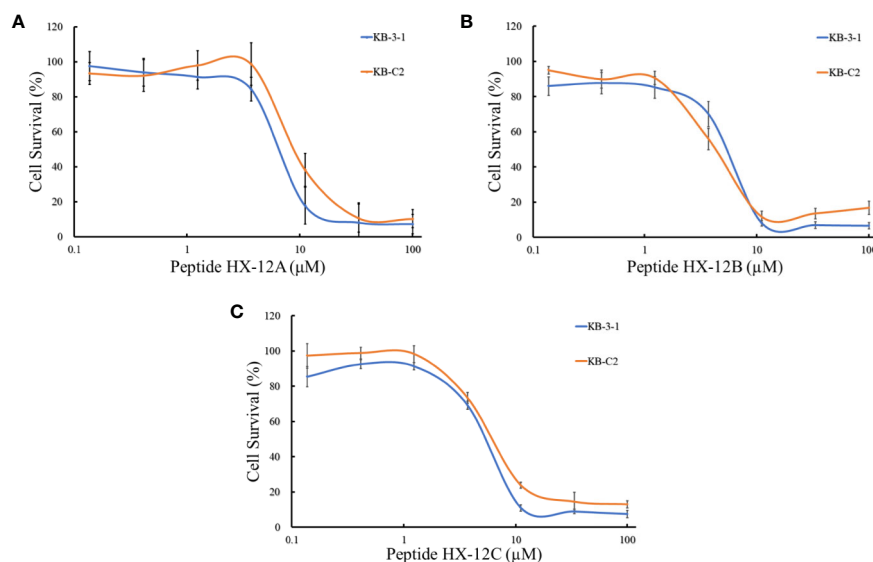 A
120
100
80
60
40
20
0
Cell Survival (%)
KB-3-1
KB-C2
0.1
1
10
100
Peptide HX-12A (µM)
B
120
100
80
60
40
20
0
Cell Survival (%)
KB-3-1
KB-C2
0.1
1
10
100
Peptide HX-12B (µM)
C
120
100
80
60
40
20
0
Cell Survival (%)
KB-3-1
KB-C2
0.1
1
10
100
Peptide HX-12C (µM)